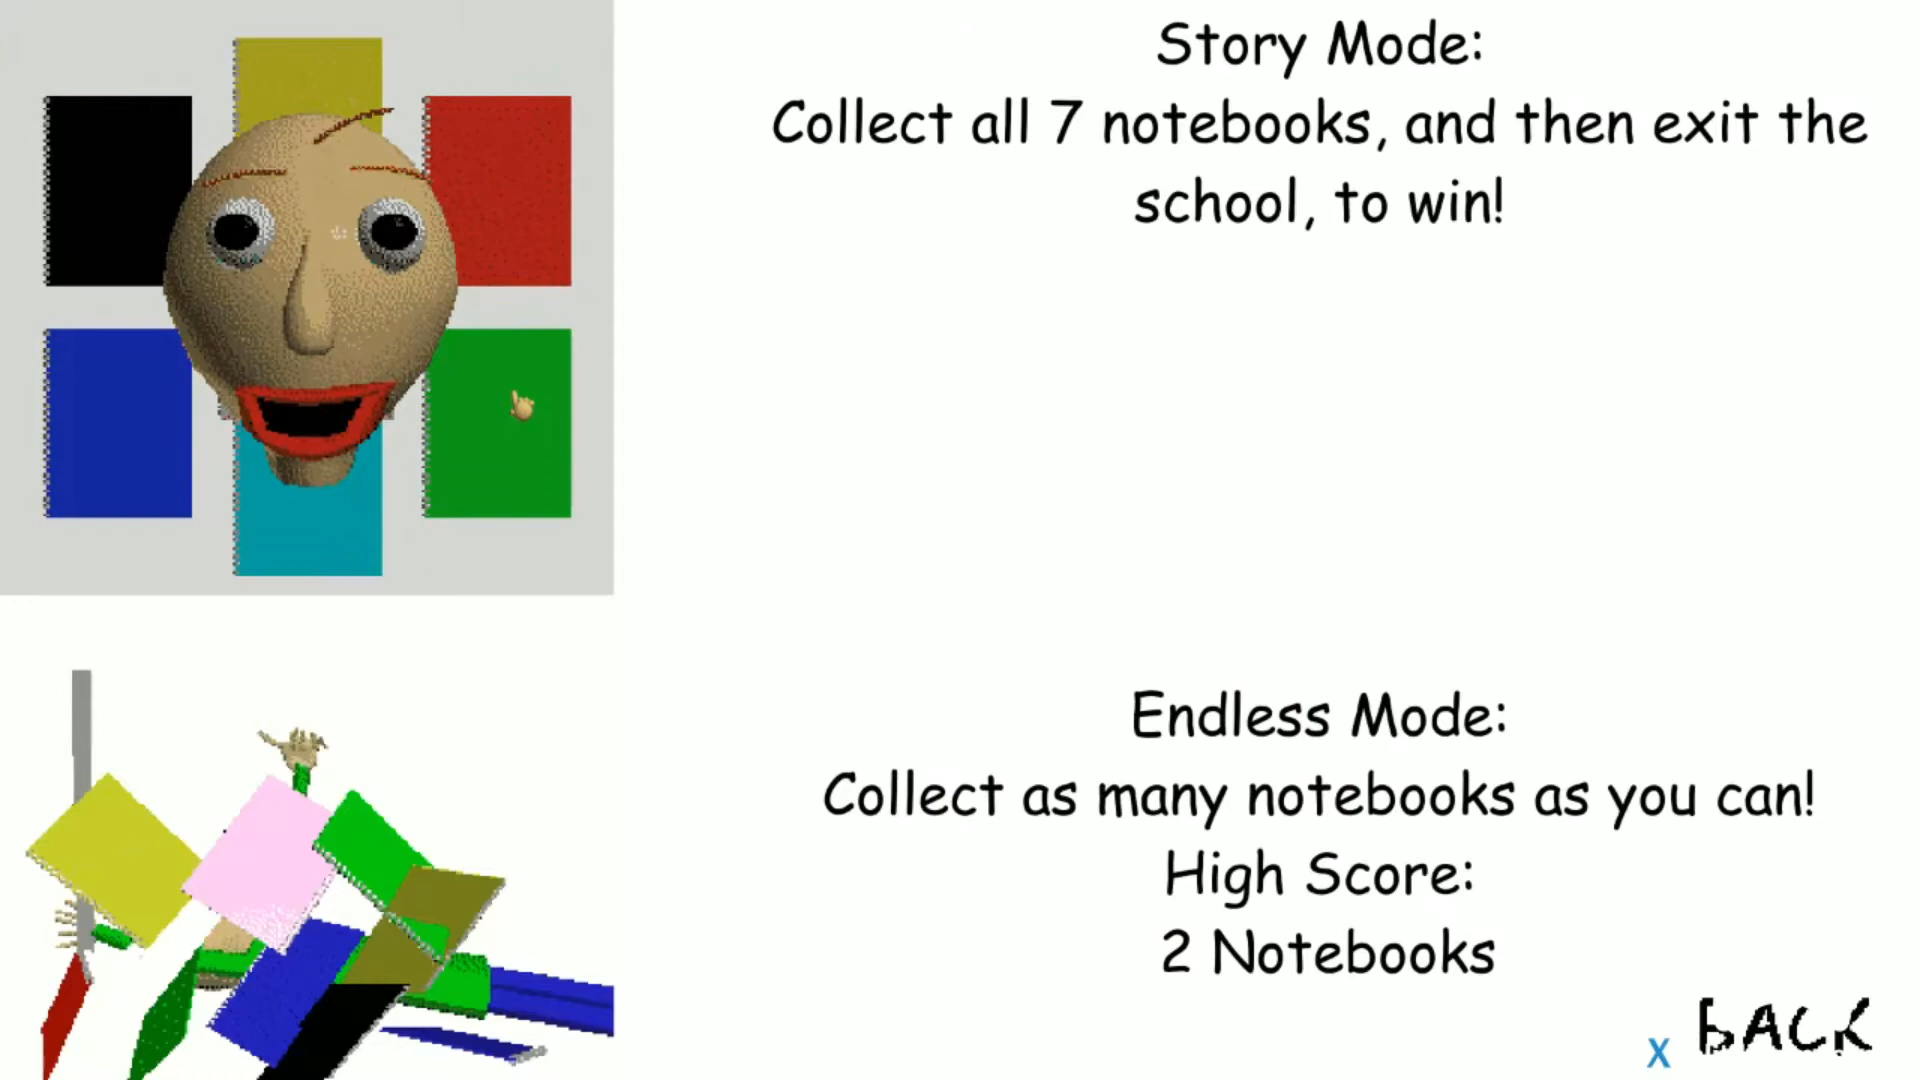 Story Mode:
Collect all 7 notebooks, and then exit the
school, to win!
Endless Mode:
Collect as many notebooks as you can!
High Score:
2 Notebooks
X BACK